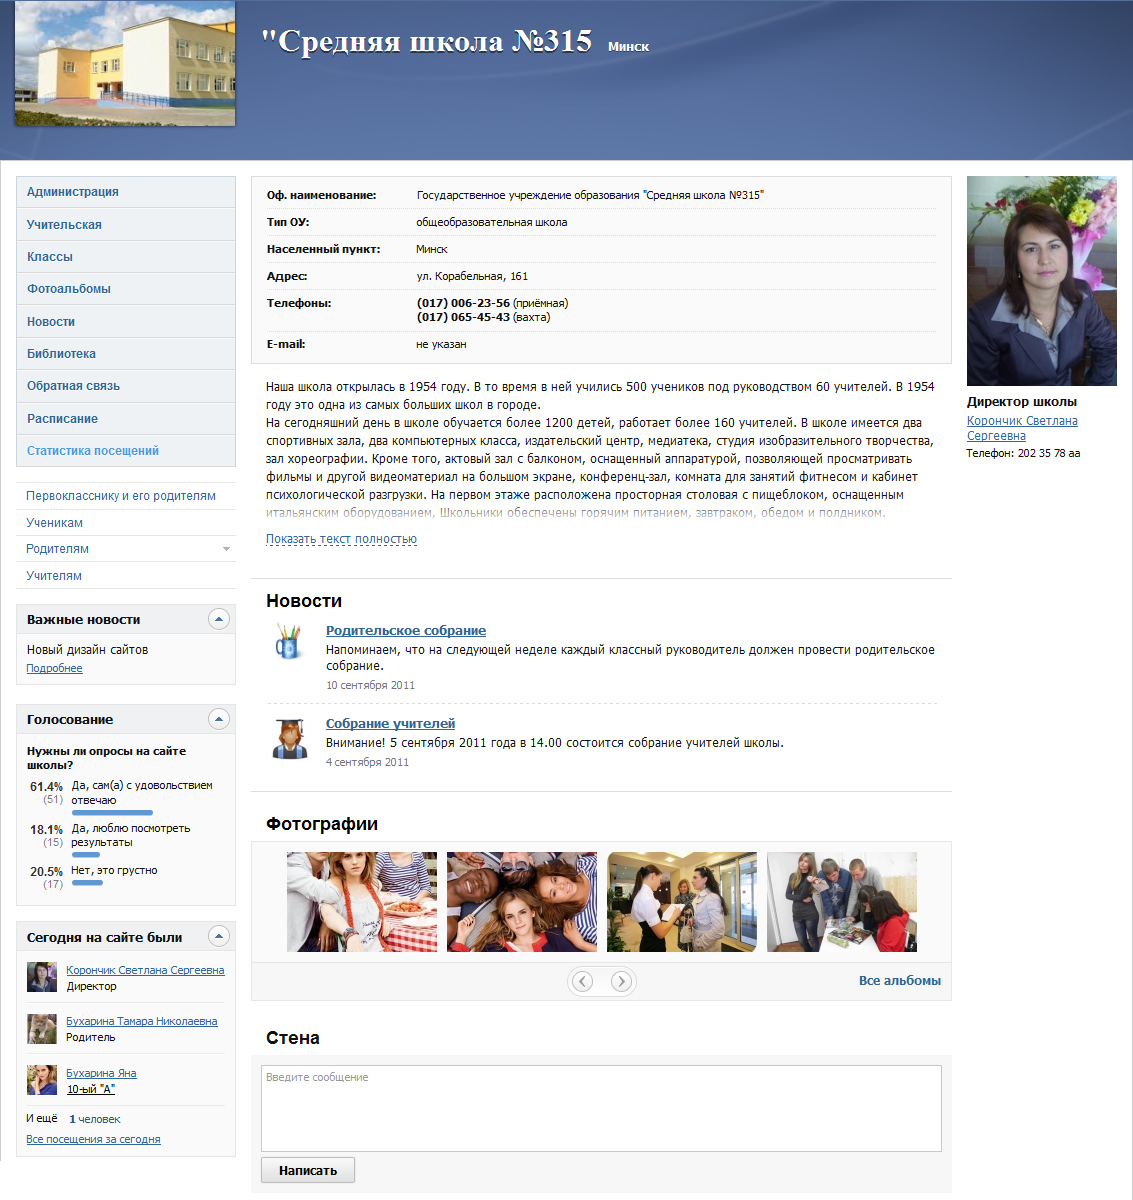 "Средняя школа №315 Минск
Администрация
Учительская
Классы
Фотоальбомы
Новости
Библиотека
Обратная связь
Расписание
Статистика посещений
Первокласснику и его родителям
Ученикам
Родителям
Учителям
Важные новости
Новый дизайн сайтов
Подробнее
Голосование
Нужны ли опросы на сайте
школы?
61.4% Да, сам(а) с удовольствием
(51) отвечаю
18.1% Да, люблю посмотреть
(15) результаты
20.5% Нет, это грустно
(17)
Сегодня на сайте были
Корончик Светлана Сергеевна
Директор
Бухарина Тамара Николаевна
Родитель
Бухарина Яна
10-ый "А"
И ещё 1 человек
Все посещения за сегодня
Оф. наименование: Государственное учреждение образования "Средняя школа №315"
Тип ОУ: общеобразовательная школа
Населенный пункт: Минск
Адрес: ул. Корабельная, 161
Телефоны: (017) 006-23-56 (приёмная)
(017) 065-45-43 (вахта)
E-mail: не указан
Наша школа открылась в 1954 году. В то время в ней учились 500 учеников под руководством 60 учителей. В 1954
году это одна из самых больших школ в городе.
На сегодняшний день в школе обучается более 1200 детей, работает более 160 учителей. В школе имеется два
спортивных зала, два компьютерных класса, издательский центр, медиатека, студия изобразительного творчества,
зал хореографии. Кроме того, актовый зал с балконом, оснащенный аппаратурой, позволяющей просматривать
фильмы и другой видеоматериал на большом экране, конференц-зал, комната для занятий фитнесом и кабинет
психологической разгрузки. На первом этаже расположена просторная столовая с пищеблоком, оснащенным
итальянским оборудованием, Школьники обеспечены горячим питанием, завтраком, обедом и полдником.
Показать текст полностью
Новости
Родительское собрание
Напоминаем, что на следующей неделе каждый классный руководитель должен провести родительское
собрание.
10 сентября 2011
Собрание учителей
Внимание! 5 сентября 2011 года в 14.00 состоится собрание учителей школы.
4 сентября 2011
Фотографии
Все альбомы
Стена
Введите сообщение
Написать
Директор школы
Корончик Светлана
Сергеевна
Телефон: 202 35 78 аа